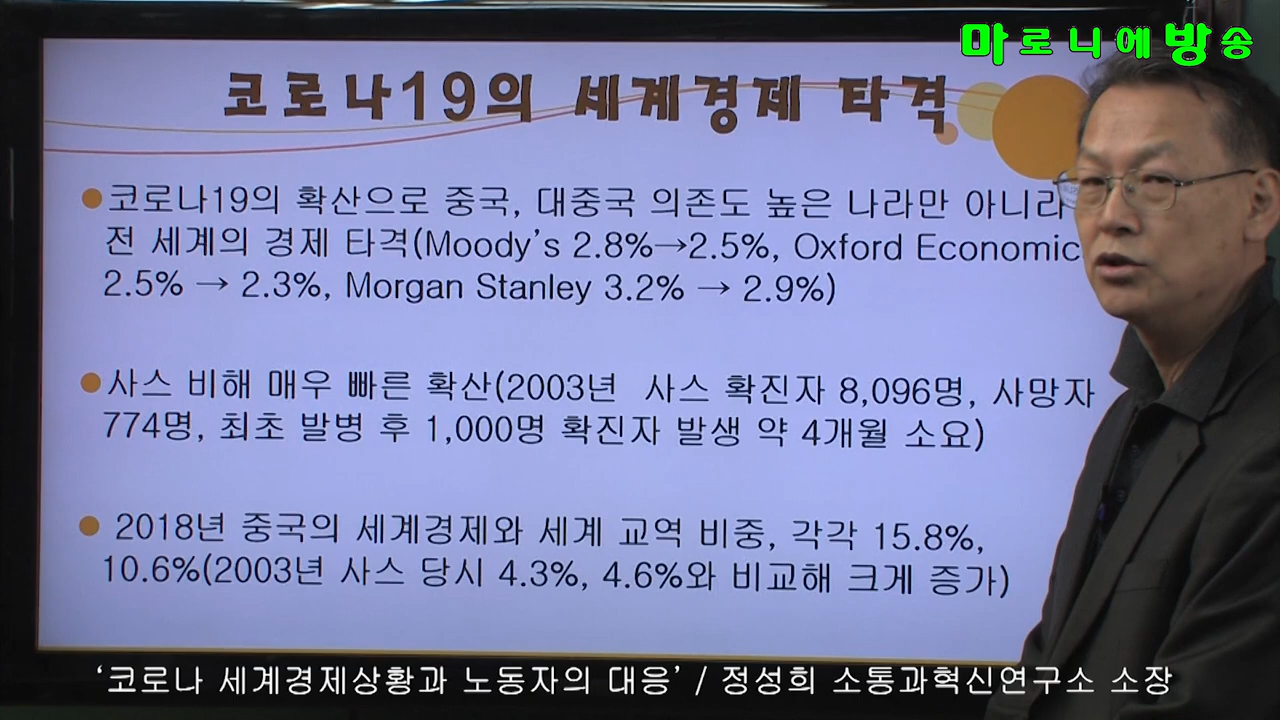 마로니에방송
코로나19의 세계경제 타격
●코로나19의 확산으로 중국, 대중국 의존도 높은 나라만 아니라
전 세계의 경제 타격(Moody's 2.8%→2.5%, Oxford Economic
2.5% → 2.3%, Morgan Stanley 3.2% → 2.9%)
●사스 비해 매우 빠른 확산(2003년 사스 확진자 8,096명, 사망자
774명, 최초 발병 후 1,000명 확진자 발생 약 4개월 소요)
● 2018년 중국의 세계경제와 세계 교역 비중, 각각 15.8%,
10.6%(2003년 사스 당시 4.3%, 4.6%와 비교해 크게 증가)
‘코로나 세계경제상황과 노동자의 대응’ / 정성희 소통과혁신연구소 소장